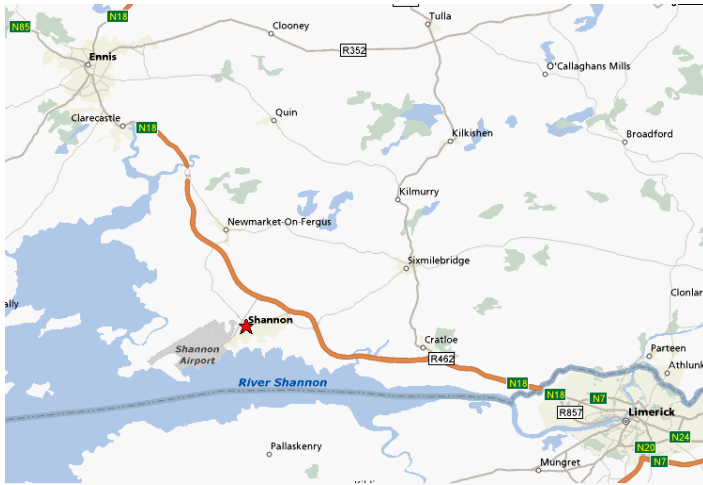 N18
Tulla
N85
Clooney
R352
Ennis
O'Callaghans Mills
Quin
Clarecastle
N18
Kilkishen
Broadford
Kilmurry
Newmarket-On-Fergus
Sixmilebridge
Clonlar
ally
Shannon
Shannon
Airport
Cratloe
R462
Parteen
Athlunk
River Shannon
N18
N18
N7
R857
Limerick
N24
N20
N7
Pallaskenry
Mungret